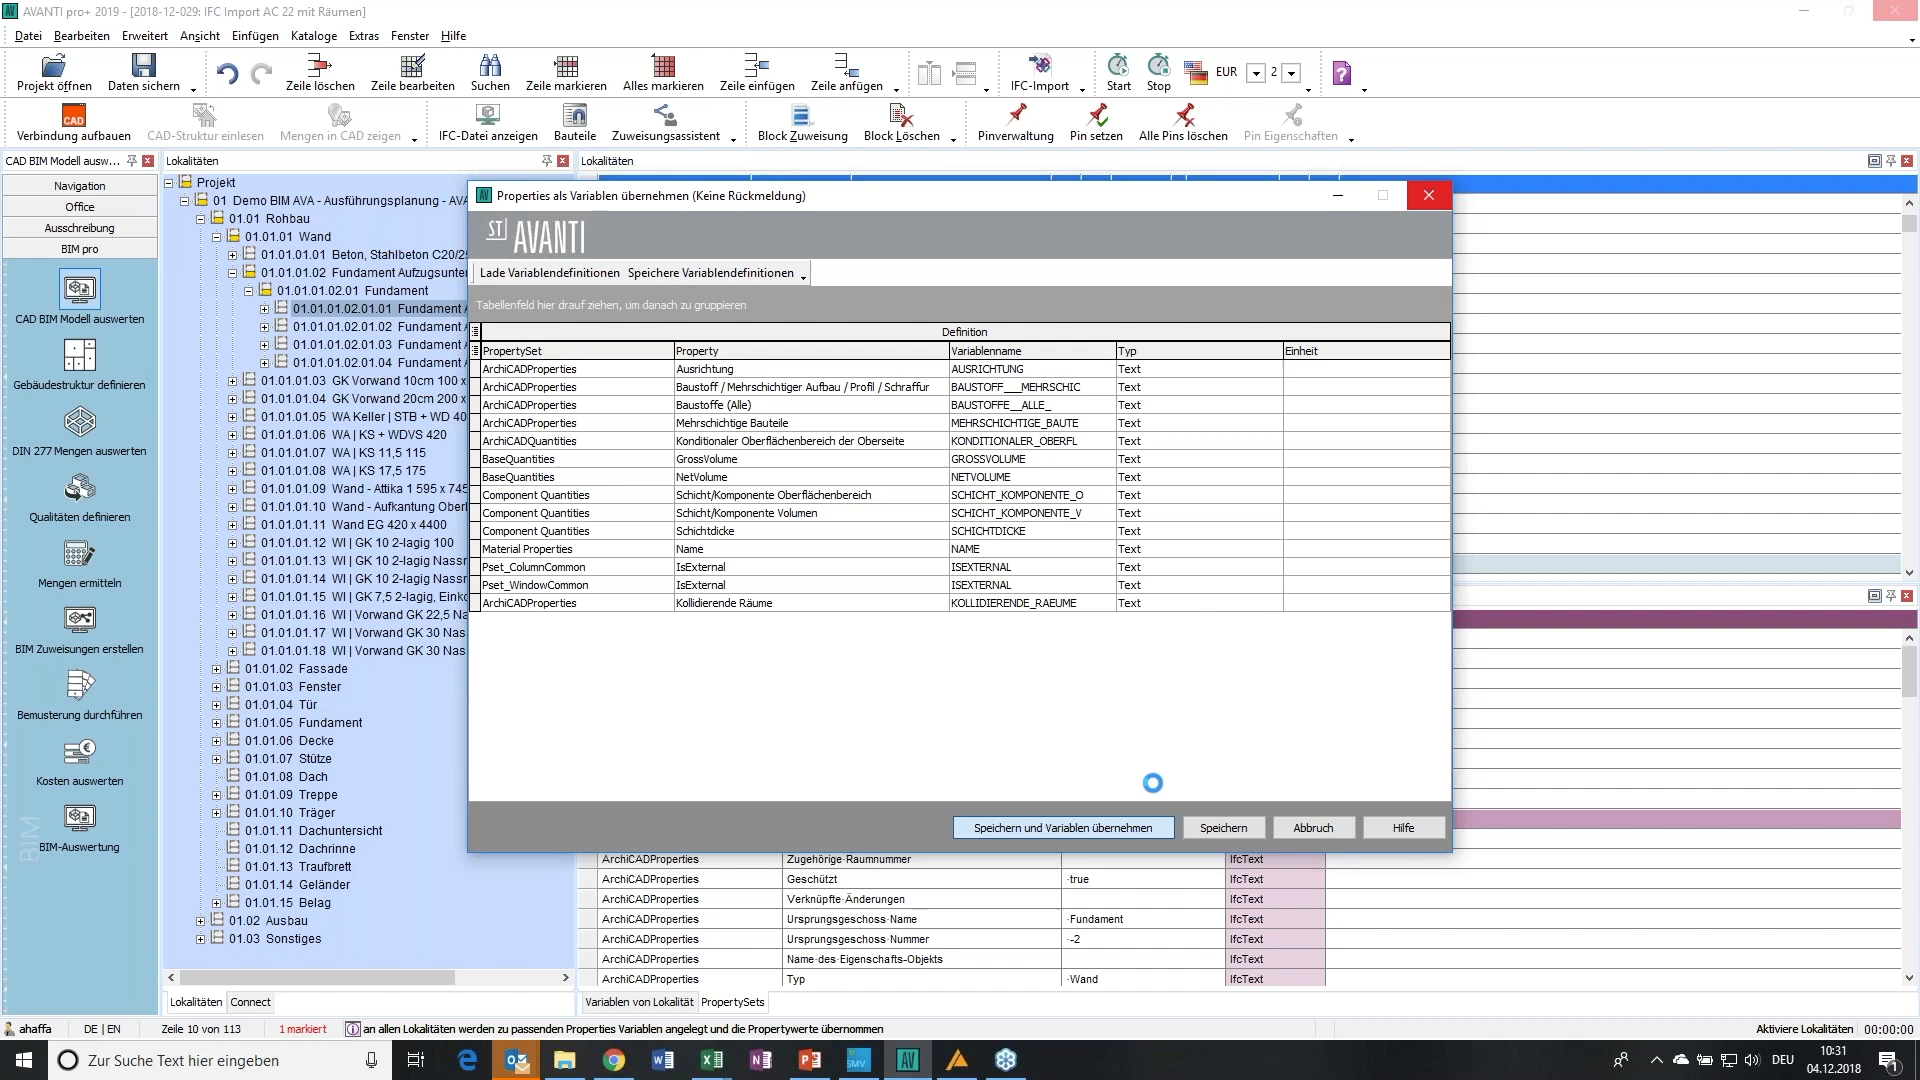 AVANTI pro+ 2019 - [2018-12-029: IFC Import AC 22 mit Räumen]
Datei Bearbeiten Erweitert Ansicht Einfügen Kataloge Extras Fenster Hilfe
Projekt öffnen Daten sichern Zeile löschen Zeile bearbeiten Suchen Zeile markieren Alles markieren Zeile einfügen Zeile anfügen IFC-Import Start Stop EUR 2
CAD
Verbindung aufbauen CAD-Struktur einlesen Mengen in CAD zeigen IFC-Datei anzeigen Bauteile Zuweisungsassistent Block Zuweisung Block Löschen Pinverwaltung Pin setzen Alle Pins löschen Pin Eigenschaften
CAD BIM Modell ausw...
Navigation
Office
Ausschreibung
BIM pro
CAD BIM Modell auswerten
Gebäudestruktur definieren
DIN 277 Mengen auswerten
Qualitäten definieren
Mengen ermitteln
BIM Zuweisungen erstellen
Bemusterung durchführen
Kosten auswerten
BIM-Auswertung
BIM
Lokalitäten
Projekt
01 Demo BIM AVA - Ausführungsplanung - AVA
01.01 Rohbau
01.01.01 Wand
01.01.01.01 Beton, Stahlbeton C20/25
01.01.01.02 Fundament Aufzugsunter
01.01.01.02.01 Fundament
01.01.01.02.01.01 Fundament A
01.01.01.02.01.02 Fundament A
01.01.01.02.01.03 Fundament A
01.01.01.02.01.04 Fundament A
01.01.01.03 GK Vorwand 10cm 100 x
01.01.01.04 GK Vorwand 20cm 200 x
01.01.01.05 WA Keller | STB + WD 40
01.01.01.06 WA | KS + WDVS 420
01.01.01.07 WA | KS 11,5 115
01.01.01.08 WA | KS 17,5 175
01.01.01.09 Wand - Attika 1 595 x 745
01.01.01.10 Wand - Aufkantung Oberl
01.01.01.11 Wand EG 420 x 4400
01.01.01.12 WI | GK 10 2-lagig 100
01.01.01.13 WI | GK 10 2-lagig Nassr
01.01.01.14 WI | GK 10 2-lagig Nass
01.01.01.15 WI | GK 7,5 2-lagig, Einko
01.01.01.16 WI | Vorwand GK 22,5 Na
01.01.01.17 WI | Vorwand GK 30 Nas
01.01.01.18 WI | Vorwand GK 30 Nas
01.01.02 Fassade
01.01.03 Fenster
01.01.04 Tür
01.01.05 Fundament
01.01.06 Decke
01.01.07 Stütze
01.01.08 Dach
01.01.09 Treppe
01.01.10 Träger
01.01.11 Dachuntersicht
01.01.12 Dachrinne
01.01.13 Traufbrett
01.01.14 Geländer
01.01.15 Belag
01.02 Ausbau
01.03 Sonstiges
Lokalitäten Connect
Lokalitäten
Properties als Variablen übernehmen (Keine Rückmeldung)
ST AVANTI
Lade Variablendefinitionen Speichere Variablendefinitionen
Tabellenfeld hier drauf ziehen, um danach zu gruppieren
Definition
PropertySet Property Variablenname Typ Einheit
ArchiCADProperties Ausrichtung AUSRICHTUNG Text
ArchiCADProperties Baustoff / Mehrschichtiger Aufbau / Profil / Schraffur BAUSTOFF___MEHRSCHIC Text
ArchiCADProperties Baustoffe (Alle) BAUSTOFFE__ALLE_ Text
ArchiCADProperties Mehrschichtige Bauteile MEHRSCHICHTIGE_BAUTE Text
ArchiCADQuantities Konditionaler Oberflächenbereich der Oberseite KONDITIONALER_OBERFL Text
BaseQuantities GrossVolume GROSSVOLUME Text
BaseQuantities NetVolume NETVOLUME Text
Component Quantities Schicht/Komponente Oberflächenbereich SCHICHT_KOMPONENTE_O Text
Component Quantities Schicht/Komponente Volumen SCHICHT_KOMPONENTE_V Text
Component Quantities Schichtdicke SCHICHTDICKE Text
Material Properties Name NAME Text
Pset_ColumnCommon IsExternal ISEXTERNAL Text
Pset_WindowCommon IsExternal ISEXTERNAL Text
ArchiCADProperties Kollidierende Räume KOLLIDIERENDE_RAEUME Text
Speichern und Variablen übernehmen Speichern Abbruch Hilfe
ArchiCADProperties Zugehörige·Raumnummer IfcText
ArchiCADProperties Geschützt ·true IfcText
ArchiCADProperties Verknüpfte·Änderungen IfcText
ArchiCADProperties Ursprungsgeschoss·Name ·Fundament IfcText
ArchiCADProperties Ursprungsgeschoss·Nummer ·-2 IfcText
ArchiCADProperties Name·des·Eigenschafts-Objekts IfcText
ArchiCADProperties Typ ·Wand IfcText
Variablen von Lokalität PropertySets
ahaffa DE | EN Zeile 10 von 113 1 markiert an allen Lokalitäten werden zu passenden Properties Variablen angelegt und die Propertywerte übernommen Aktiviere Lokalitäten 00:00:00
Zur Suche Text hier eingeben
SMV
AV
DEU
10:31
04.12.2018
1